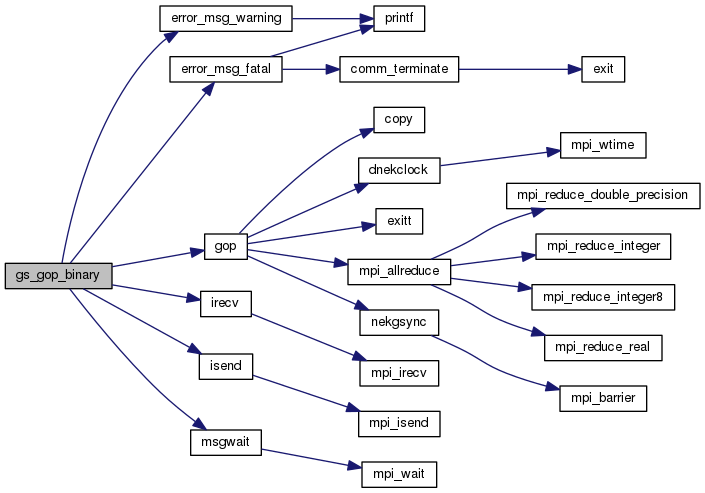 error_msg_warning
printf
error_msg_fatal
comm_terminate
exit
copy
mpi_wtime
dnekclock
mpi_reduce_double_precision
exitt
gop
mpi_reduce_integer
mpi_allreduce
gs_gop_binary
mpi_reduce_integer8
irecv
nekgsync
mpi_reduce_real
isend
mpi_irecv
mpi_barrier
mpi_isend
msgwait
mpi_wait